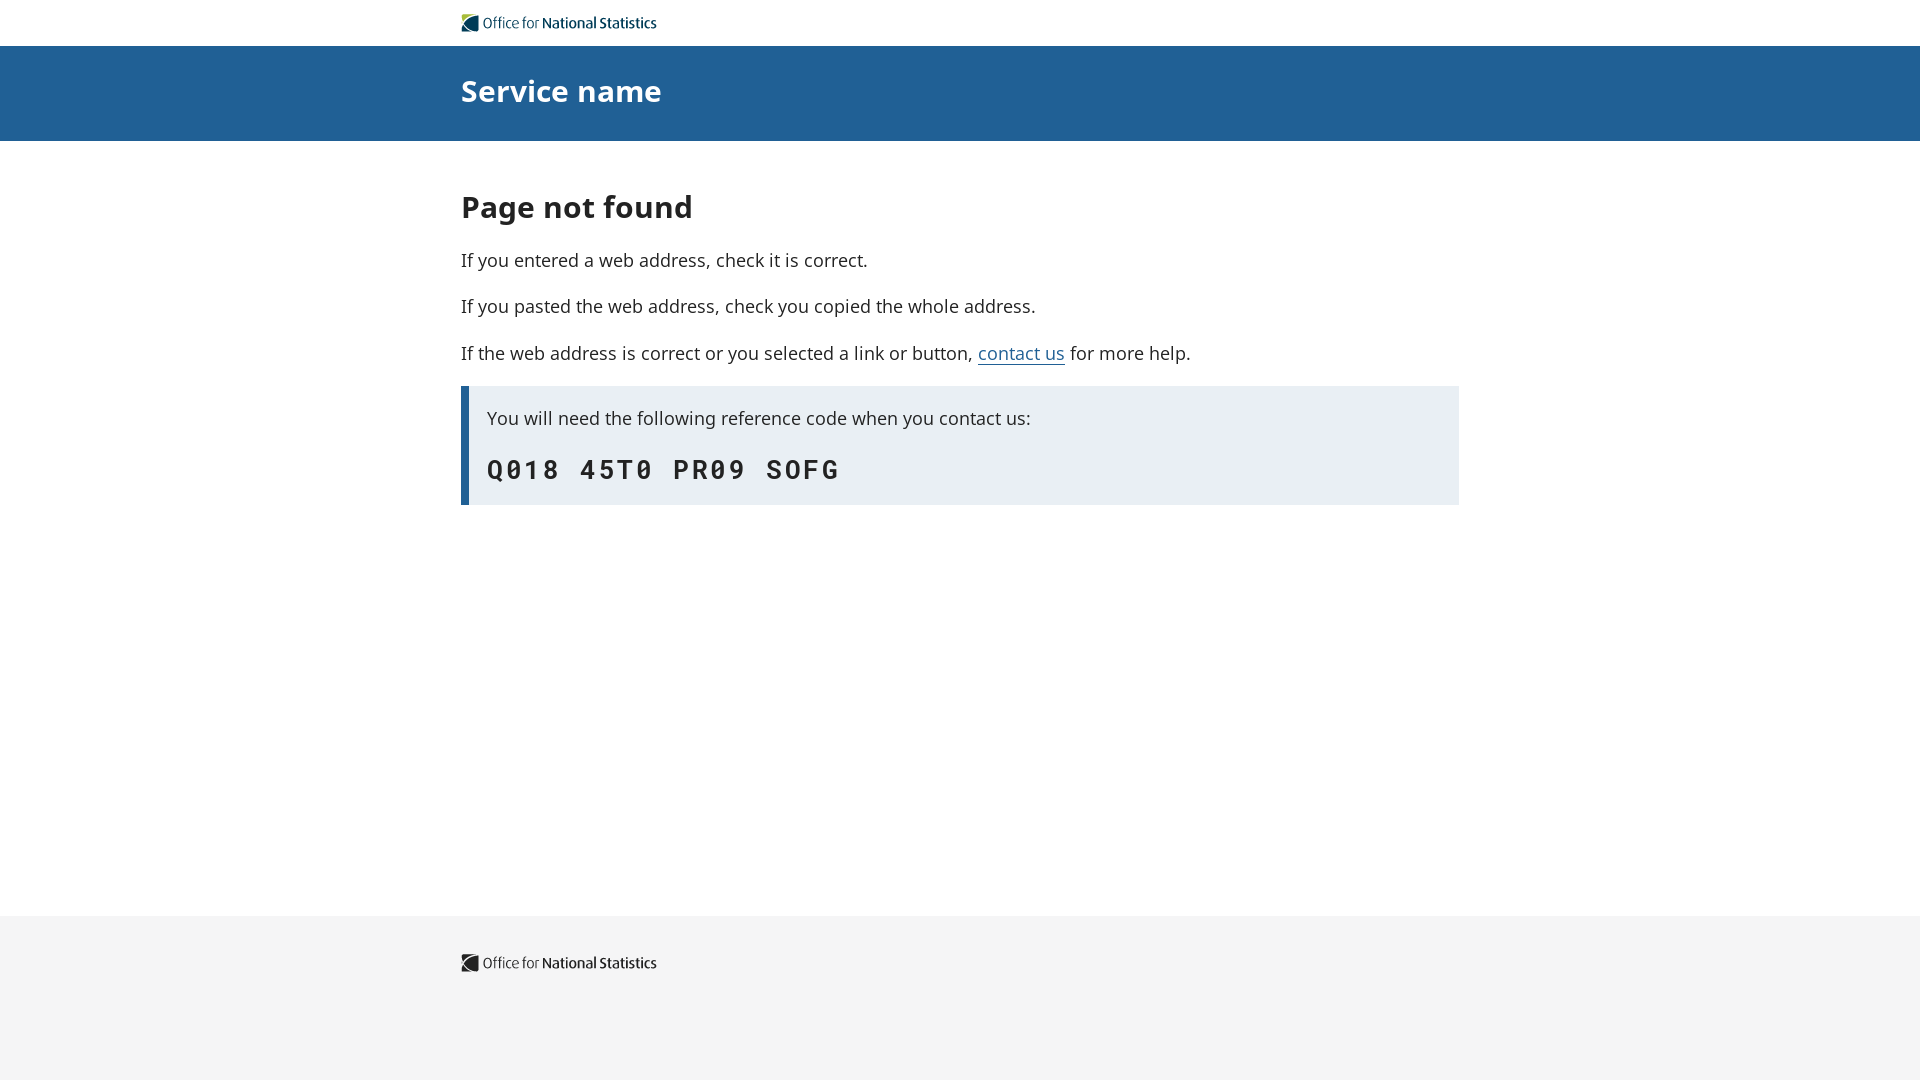 Office for National Statistics
Service name
Page not found
If you entered a web address, check it is correct.
If you pasted the web address, check you copied the whole address.
If the web address is correct or you selected a link or button, contact us for more help.
You will need the following reference code when you contact us:
Q018 45T0 PR09 SOFG
Office for National Statistics